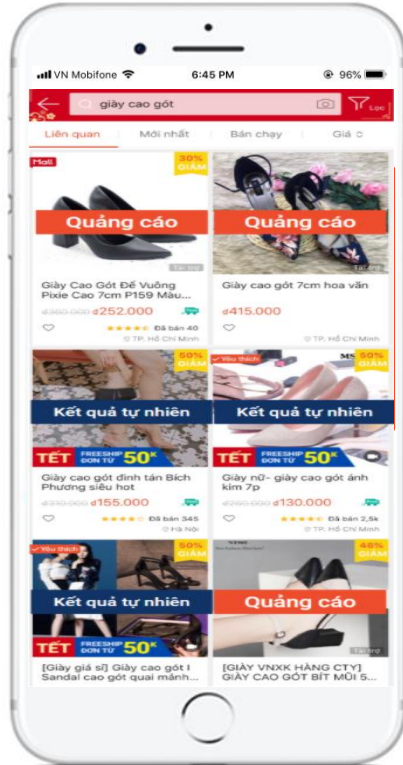 VN Mobifone 6:45 PM 96%
giày cao gót Lọc
Liên quan Mới nhất Bán chạy Giá
Mall
30%
GIẢM
Quảng cáo
Tài trợ
Giày Cao Gót Đế Vuông
Pixie Cao 7cm P159 Màu...
đ360.000 đ252.000
Đã bán 40
TP. Hồ Chí Minh
Quảng cáo
Tài trợ
Giày cao gót 7cm hoa văn
đ415.000
TP. Hồ Chí Minh
50%
GIẢM
Kết quả tự nhiên
TẾT FREESHIP ĐƠN TỪ 50K
Giày cao gót đinh tán Bích
Phương siêu hot
đ310.000 đ155.000
Đã bán 345
Hà Nội
Yêu thích
MS
50%
GIẢM
Kết quả tự nhiên
TẾT FREESHIP ĐƠN TỪ 50K
Giày nữ- giày cao gót ánh
kim 7p
đ260.000 đ130.000
Đã bán 2,5k
TP. Hồ Chí Minh
Yêu thích
50%
GIẢM
Kết quả tự nhiên
TẾT FREESHIP ĐƠN TỪ 50K
[Giày giá sỉ] Giày cao gót I
Sandal cao gót quai mảnh...
48%
GIẢM
Quảng cáo
Tài trợ
[GIÀY VNXK HÀNG CTY]
GIÀY CAO GÓT BÍT MŨI 5...